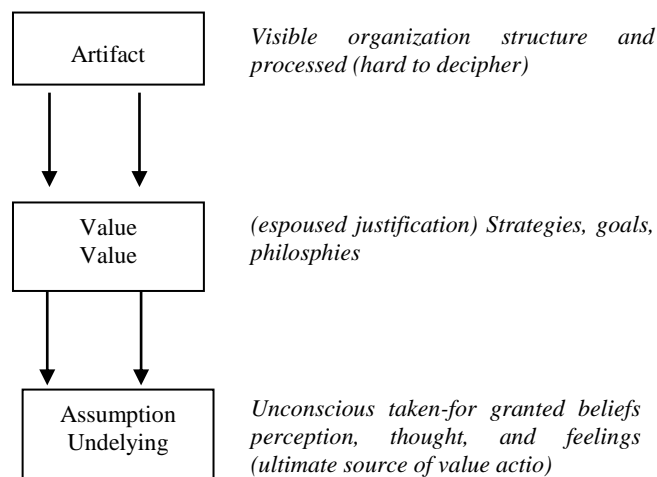 Artifact
Visible organization structure and
processed (hard to decipher)
Value
Value
(espoused justification) Strategies, goals,
philosphies
Assumption
Undelying
Unconscious taken-for granted beliefs
perception, thought, and feelings
(ultimate source of value actio)